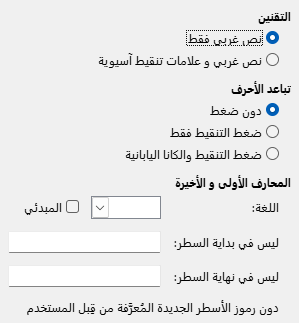 التقنين
نص غربي فقط
نص غربي و علامات تنقيط آسيوية
تباعد الأحرف
دون ضغط
ضغط التنقيط فقط
ضغط التنقيط والكانا اليابانية
المحارف الأولى و الأخيرة
اللغة: المبدئي
ليس في بداية السطر:
ليس في نهاية السطر:
دون رموز الأسطر الجديدة المُعرَّفة من قِبل المستخدم